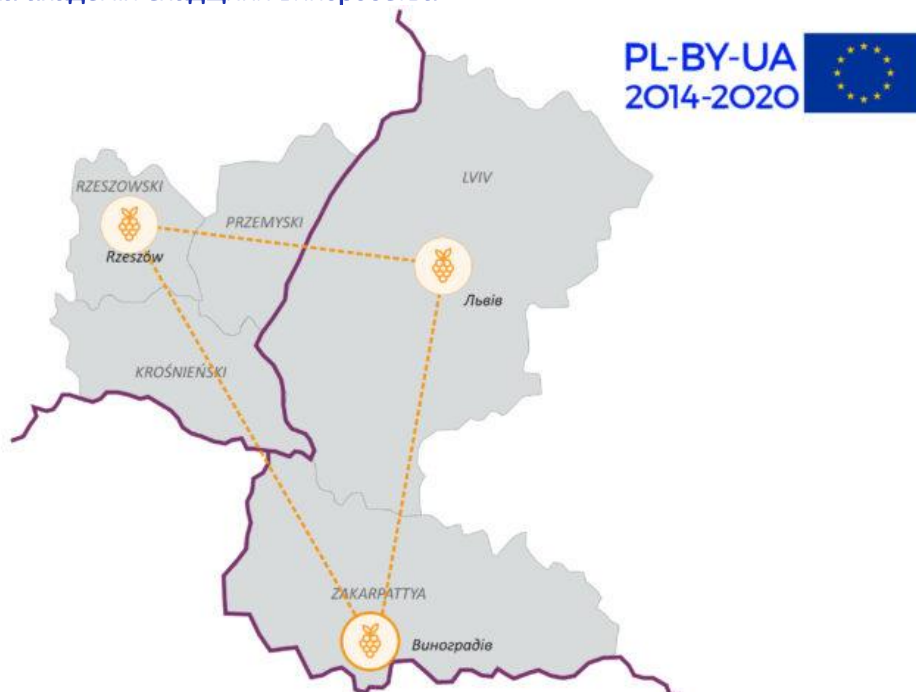 PL-BY-UA
2014-2020
RZESZOWSKI
LVIV
PRZEMYSKI
Rzeszów
Львів
KROŚNIEŃSKI
ZAKARPATTYA
Виноградів